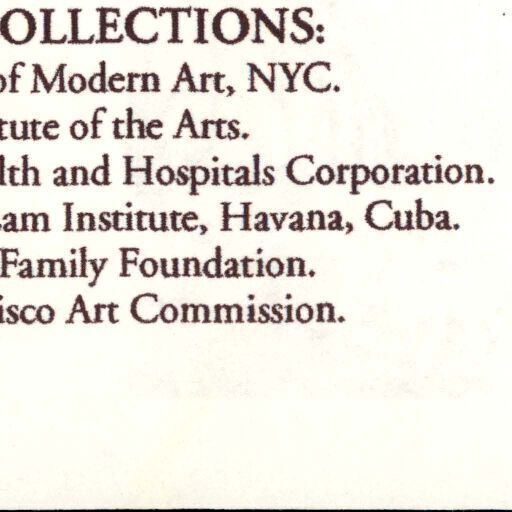 OLLECTIONS:
of Modern Art, NYC.
tute of the Arts.
lth and Hospitals Corporation.
am Institute, Havana, Cuba.
Family Foundation.
isco Art Commission.